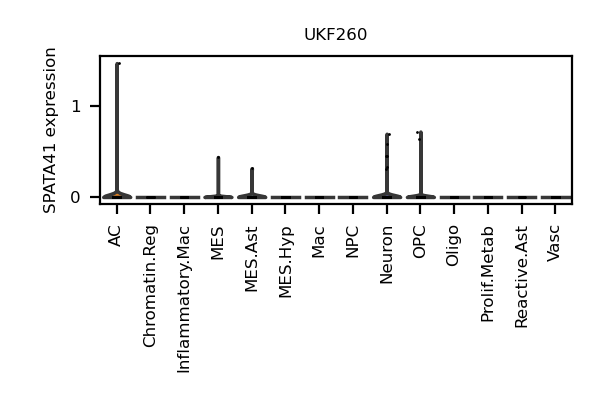 UKF260
SPATA41 expression
1
0
AC
Chromatin.Reg
Inflammatory.Mac
MES
MES.Ast
MES.Hyp
Mac
NPC
Neuron
OPC
Oligo
Prolif.Metab
Reactive.Ast
Vasc